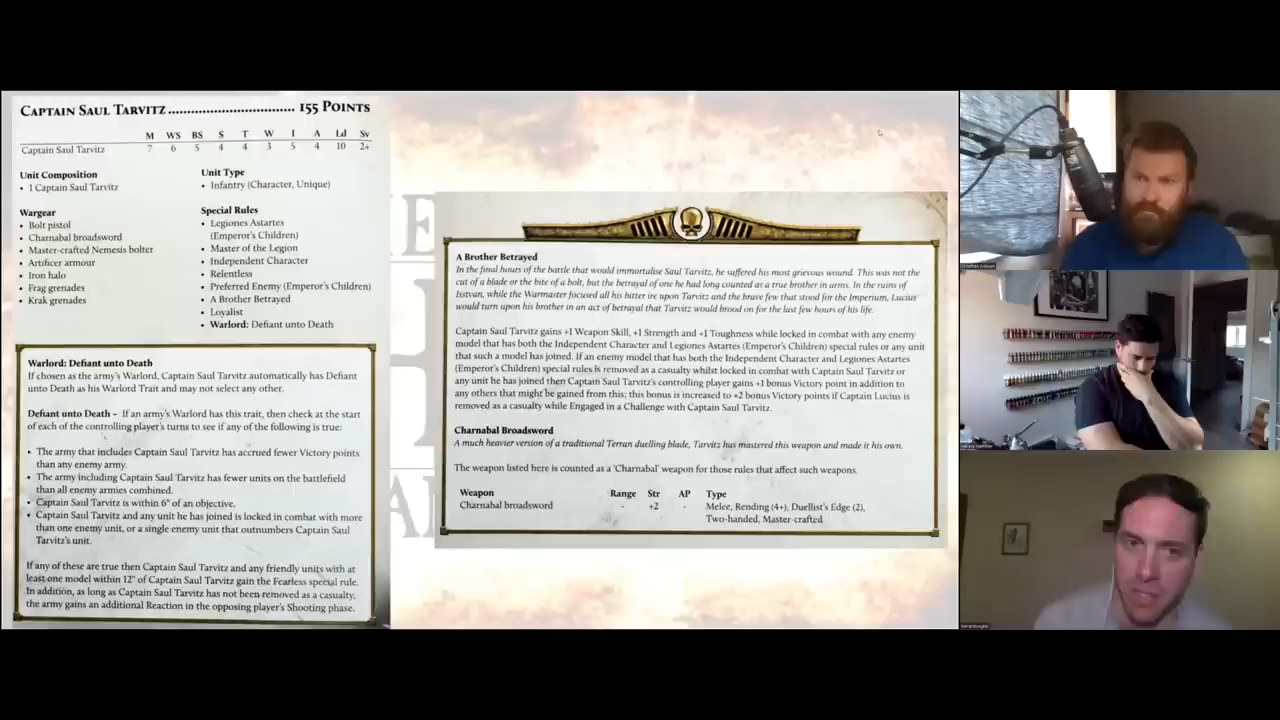 CAPTAIN SAUL TARVITZ ................................ 155 POINTS
M WS BS S T W I A Ld Sv
Captain Saul Tarvitz 7 6 5 4 4 3 5 4 10 2+
Unit Composition
• 1 Captain Saul Tarvitz
Wargear
• Bolt pistol
• Charnabal broadsword
• Master-crafted Nemesis bolter
• Artificer armour
• Iron halo
• Frag grenades
• Krak grenades
Unit Type
• Infantry (Character, Unique)
Special Rules
• Legiones Astartes
(Emperor's Children)
• Master of the Legion
• Independent Character
• Relentless
• Preferred Enemy (Emperor's Children)
• A Brother Betrayed
• Loyalist
• Warlord: Defiant unto Death
Warlord: Defiant unto Death
If chosen as the army's Warlord, Captain Saul Tarvitz automatically has Defiant
unto Death as his Warlord Trait and may not select any other.
Defiant unto Death – If an army's Warlord has this trait, then check at the start
of each of the controlling player's turns to see if any of the following is true:
• The army that includes Captain Saul Tarvitz has accrued fewer Victory points
than any enemy army.
• The army including Captain Saul Tarvitz has fewer units on the battlefield
than all enemy armies combined.
• Captain Saul Tarvitz is within 6" of an objective.
• Captain Saul Tarvitz and any unit he has joined is locked in combat with more
than one enemy unit, or a single enemy unit that outnumbers Captain Saul
Tarvitz's unit.
If any of these are true then Captain Saul Tarvitz and any friendly units with at
least one model within 12" of Captain Saul Tarvitz gain the Fearless special rule.
In addition, as long as Captain Saul Tarvitz has not been removed as a casualty,
the army gains an additional Reaction in the opposing player's Shooting phase.
A Brother Betrayed
In the final hours of the battle that would immortalise Saul Tarvitz, he suffered his most grievous wound. This was not the
cut of a blade or the bite of a bolt, but the betrayal of one he had long counted as a true brother in arms. In the ruins of
Isstvan, while the Warmaster focused all his bitter ire upon Tarvitz and the brave few that stood for the Imperium, Lucius
would turn upon his brother in an act of betrayal that Tarvitz would brood on for the last few hours of his life.
Captain Saul Tarvitz gains +1 Weapon Skill, +1 Strength and +1 Toughness while locked in combat with any enemy
model that has both the Independent Character and Legiones Astartes (Emperor's Children) special rules or any unit
that such a model has joined. If an enemy model that has both the Independent Character and Legiones Astartes
(Emperor's Children) special rules is removed as a casualty whilst locked in combat with Captain Saul Tarvitz or
any unit he has joined then Captain Saul Tarvitz's controlling player gains +1 bonus Victory point in addition to
any others that might be gained from this; this bonus is increased to +2 bonus Victory points if Captain Lucius is
removed as a casualty while Engaged in a Challenge with Captain Saul Tarvitz.
Charnabal Broadsword
A much heavier version of a traditional Terran duelling blade, Tarvitz has mastered this weapon and made it his own.
The weapon listed here is counted as a 'Charnabal' weapon for those rules that affect such weapons.
Weapon Range Str AP Type
Charnabal broadsword - +2 - Melee, Rending (4+), Duellist's Edge (2),
Two-handed, Master-crafted